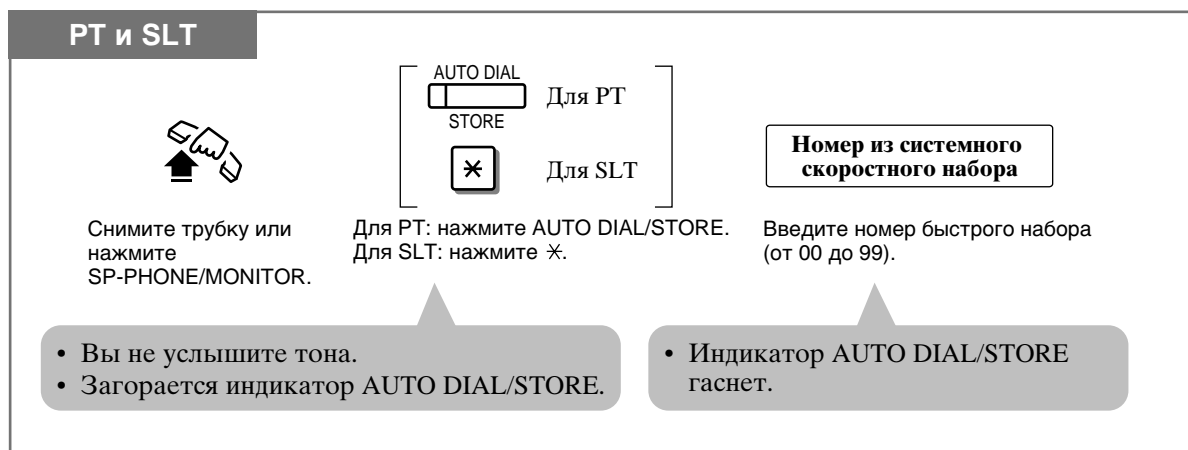 PT и SLT
AUTO DIAL
Для PT
STORE
Для SLT
Номер из системного
скоростного набора
Снимите трубку или
нажмите
SP-PHONE/MONITOR.
Для PT: нажмите AUTO DIAL/STORE.
Для SLT: нажмите ✳.
Введите номер быстрого набора
(от 00 до 99).
• Вы не услышите тона.
• Загорается индикатор AUTO DIAL/STORE.
• Индикатор AUTO DIAL/STORE
гаснет.